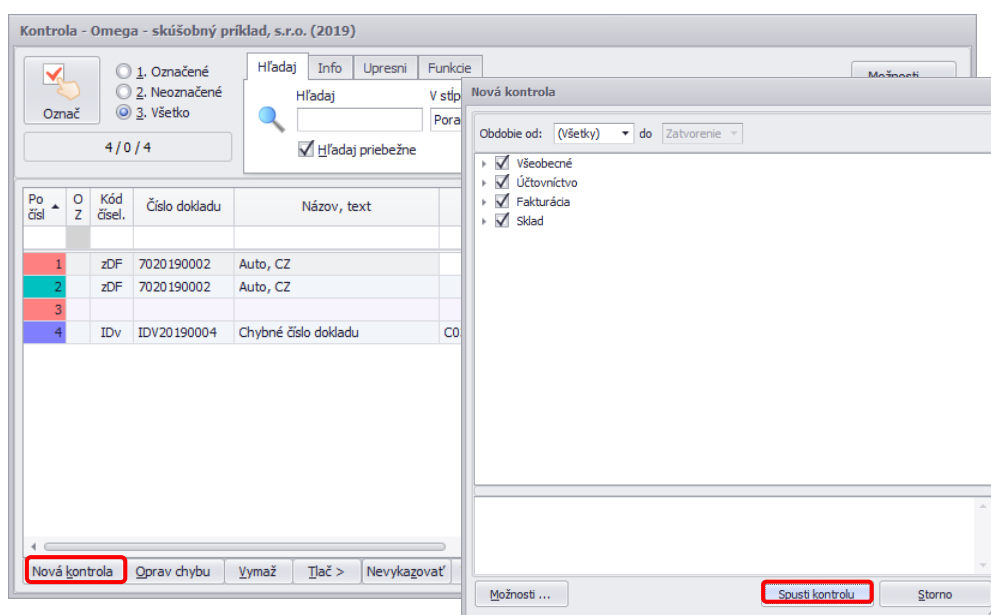 Kontrola - Omega - skúšobný príklad, s.r.o. (2019)
Označ
1. Označené
2. Neoznačené
3. Všetko
4 / 0 / 4
Hľadaj Info Upresni Funkcie
Hľadaj
Hľadaj priebežne
Možnosti
Po čísl O Z Kód čísel. Číslo dokladu Názov, text
1 zDF 7020190002 Auto, CZ
2 zDF 7020190002 Auto, CZ
3
4 IDv IDV20190004 Chybné číslo dokladu
Nová kontrola Oprav chybu Vymaž Tlač > Nevykazovať
Nová kontrola
Obdobie od: (Všetky) do Zatvorenie
Všeobecné
Účtovníctvo
Fakturácia
Sklad
Možnosti ... Spusti kontrolu Storno